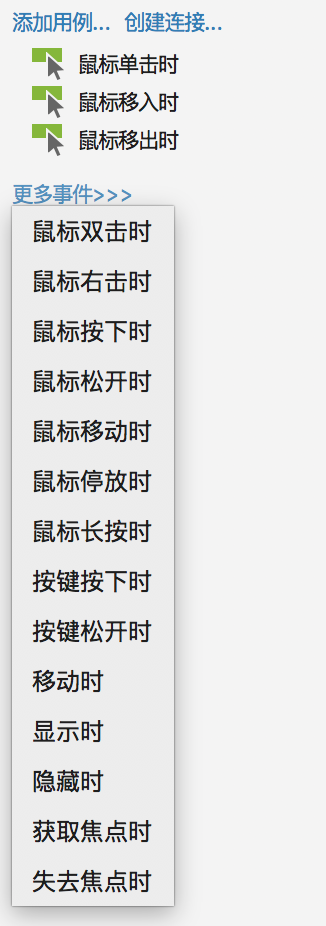 添加用例... 创建连接...
鼠标单击时
鼠标移入时
鼠标移出时
更多事件>>>
鼠标双击时
鼠标右击时
鼠标按下时
鼠标松开时
鼠标移动时
鼠标停放时
鼠标长按时
按键按下时
按键松开时
移动时
显示时
隐藏时
获取焦点时
失去焦点时